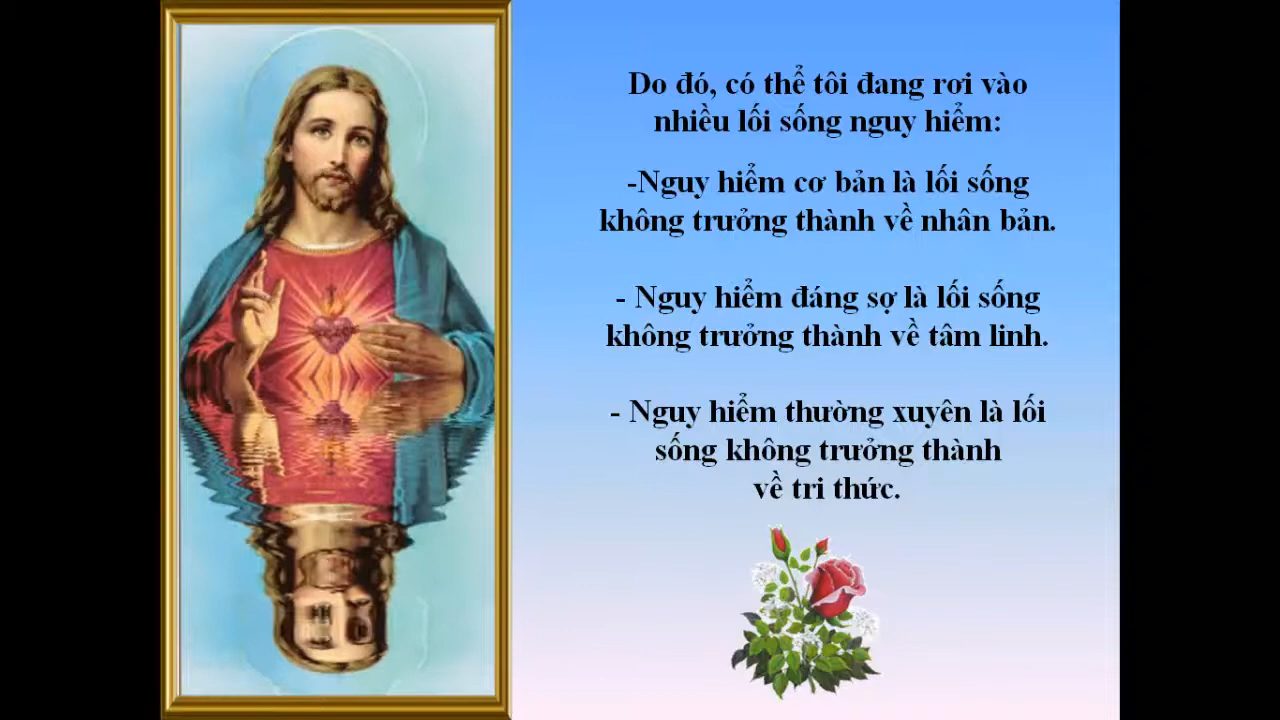 Do đó, có thể tôi đang rơi vào
nhiều lối sống nguy hiểm:
-Nguy hiểm cơ bản là lối sống
không trưởng thành về nhân bản.
- Nguy hiểm đáng sợ là lối sống
không trưởng thành về tâm linh.
- Nguy hiểm thường xuyên là lối
sống không trưởng thành
về tri thức.